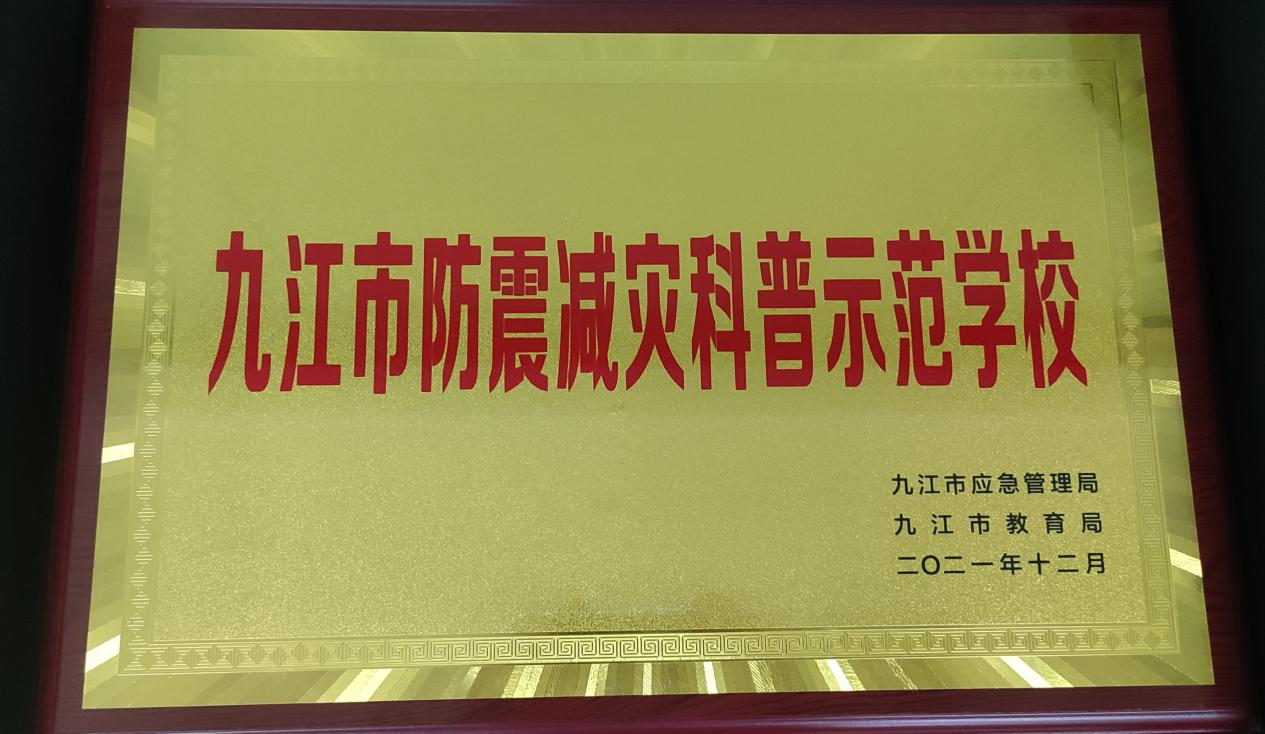 九江市防震减灾科普示范学校
九江市应急管理局
九江市教育局
二〇二一年十二月